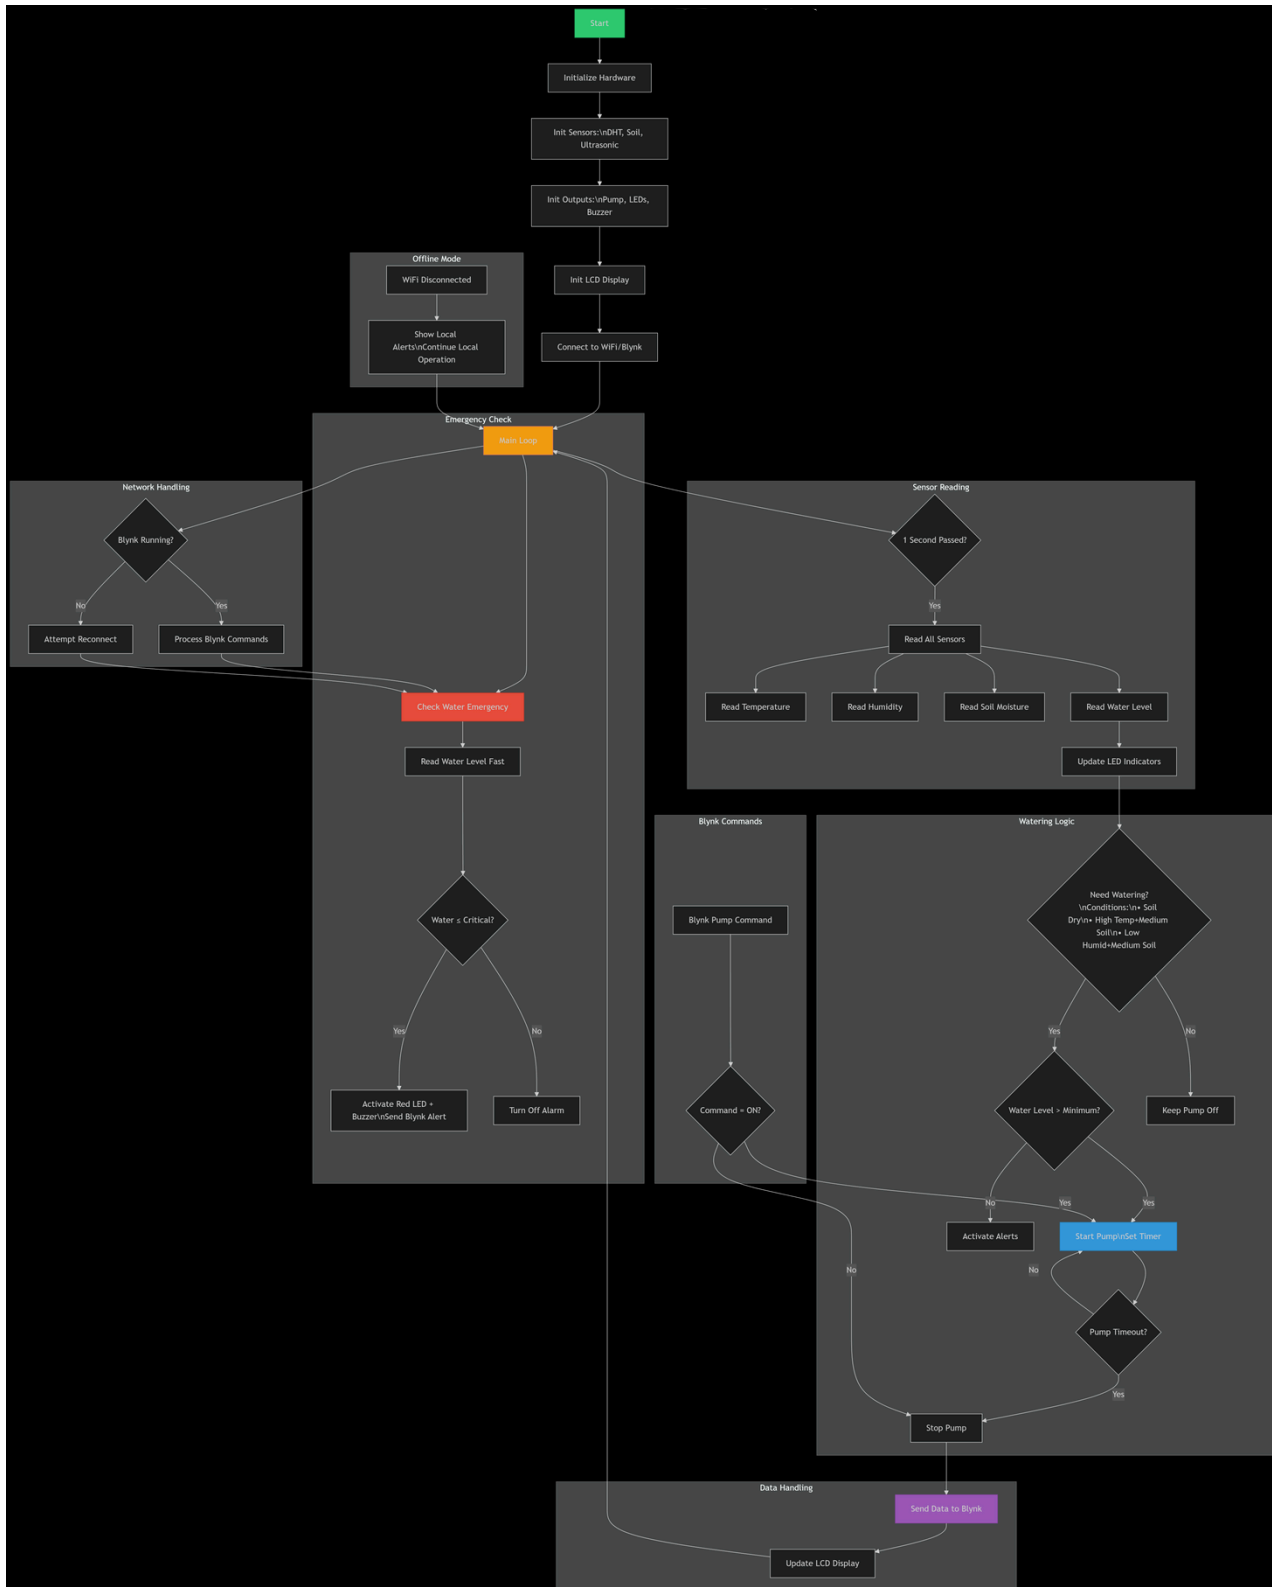 Start
Initialize Hardware
Init Sensors:\nDHT, Soil,
Ultrasonic
Init Outputs:\nPump, LEDs,
Buzzer
Offline Mode
WiFi Disconnected
Init LCD Display
Show Local
Alerts\nContinue Local
Operation
Connect to WiFi/Blynk
Emergency Check
Main Loop
Network Handling
Sensor Reading
Blynk Running?
1 Second Passed?
No
Yes
Yes
Attempt Reconnect
Process Blynk Commands
Read All Sensors
Check Water Emergency
Read Temperature
Read Humidity
Read Soil Moisture
Read Water Level
Read Water Level Fast
Update LED Indicators
Blynk Commands
Watering Logic
Water ≤ Critical?
Blynk Pump Command
Need Watering?
\nConditions:\n• Soil
Dry\n• High Temp+Medium
Soil\n• Low
Humid+Medium Soil
Yes
No
Yes
No
Activate Red LED +
Buzzer\nSend Blynk Alert
Turn Off Alarm
Command = ON?
Water Level > Minimum?
Keep Pump Off
No
Yes
Yes
Activate Alerts
Start Pump\nSet Timer
No
No
Pump Timeout?
Yes
Stop Pump
Data Handling
Send Data to Blynk
Update LCD Display